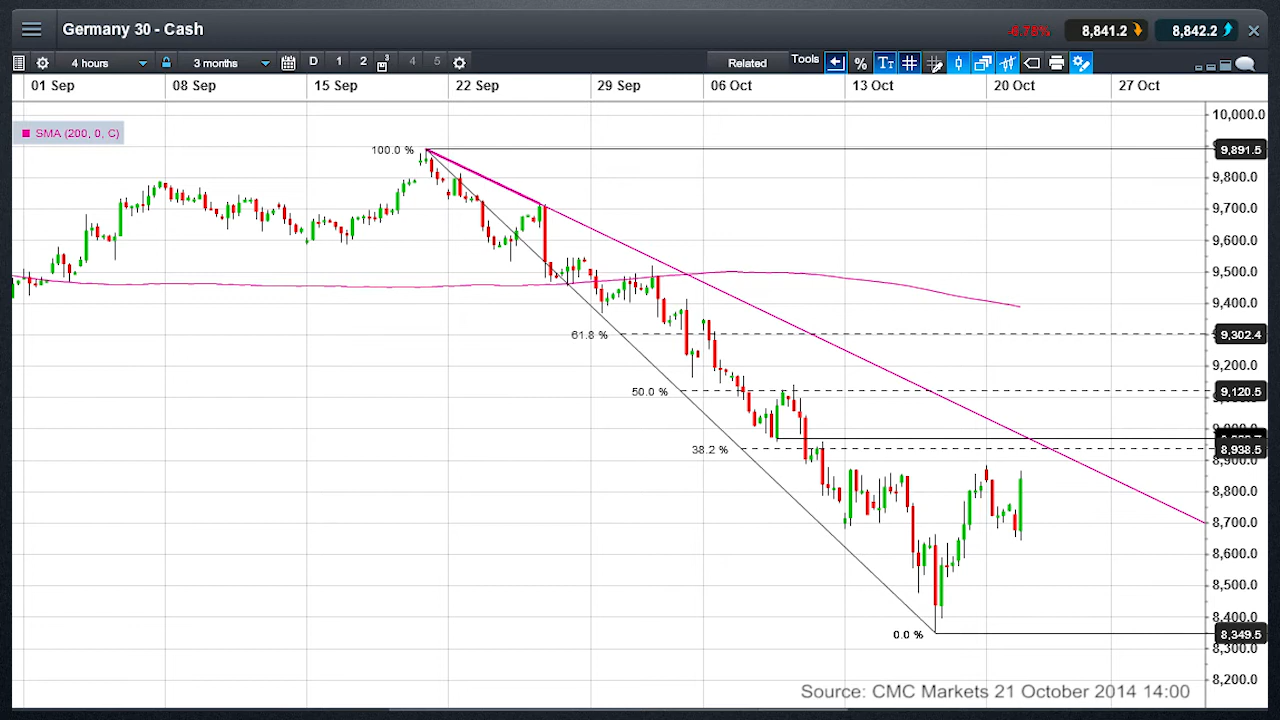 Germany 30 - Cash
-6.78%
8,841.2
8,842.2
4 hours
3 months
D
1
1
2
3
4
5
Related
Tools
01 Sep
08 Sep
15 Sep
22 Sep
29 Sep
06 Oct
13 Oct
20 Oct
27 Oct
SMA (200, 0, C)
10,000.0
100.0 %
9,891.5
9,800.0
9,700.0
9,600.0
9,500.0
9,400.0
61.8 %
9,302.4
9,200.0
50.0 %
9,120.5
9,000.0
38.2 %
8,938.5
8,900.0
8,800.0
8,700.0
8,600.0
8,500.0
8,400.0
0.0 %
8,349.5
8,300.0
8,200.0
Source: CMC Markets 21 October 2014 14:00